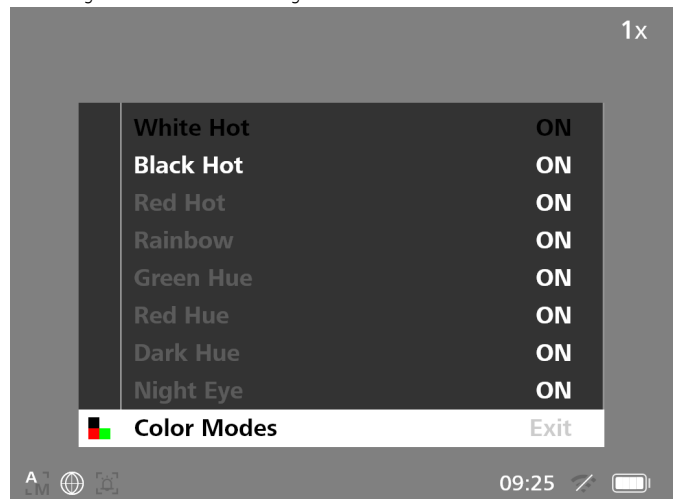 1x
White Hot ON
Black Hot ON
Red Hot ON
Rainbow ON
Green Hue ON
Red Hue ON
Dark Hue ON
Night Eye ON
Color Modes Exit
A M 09:25